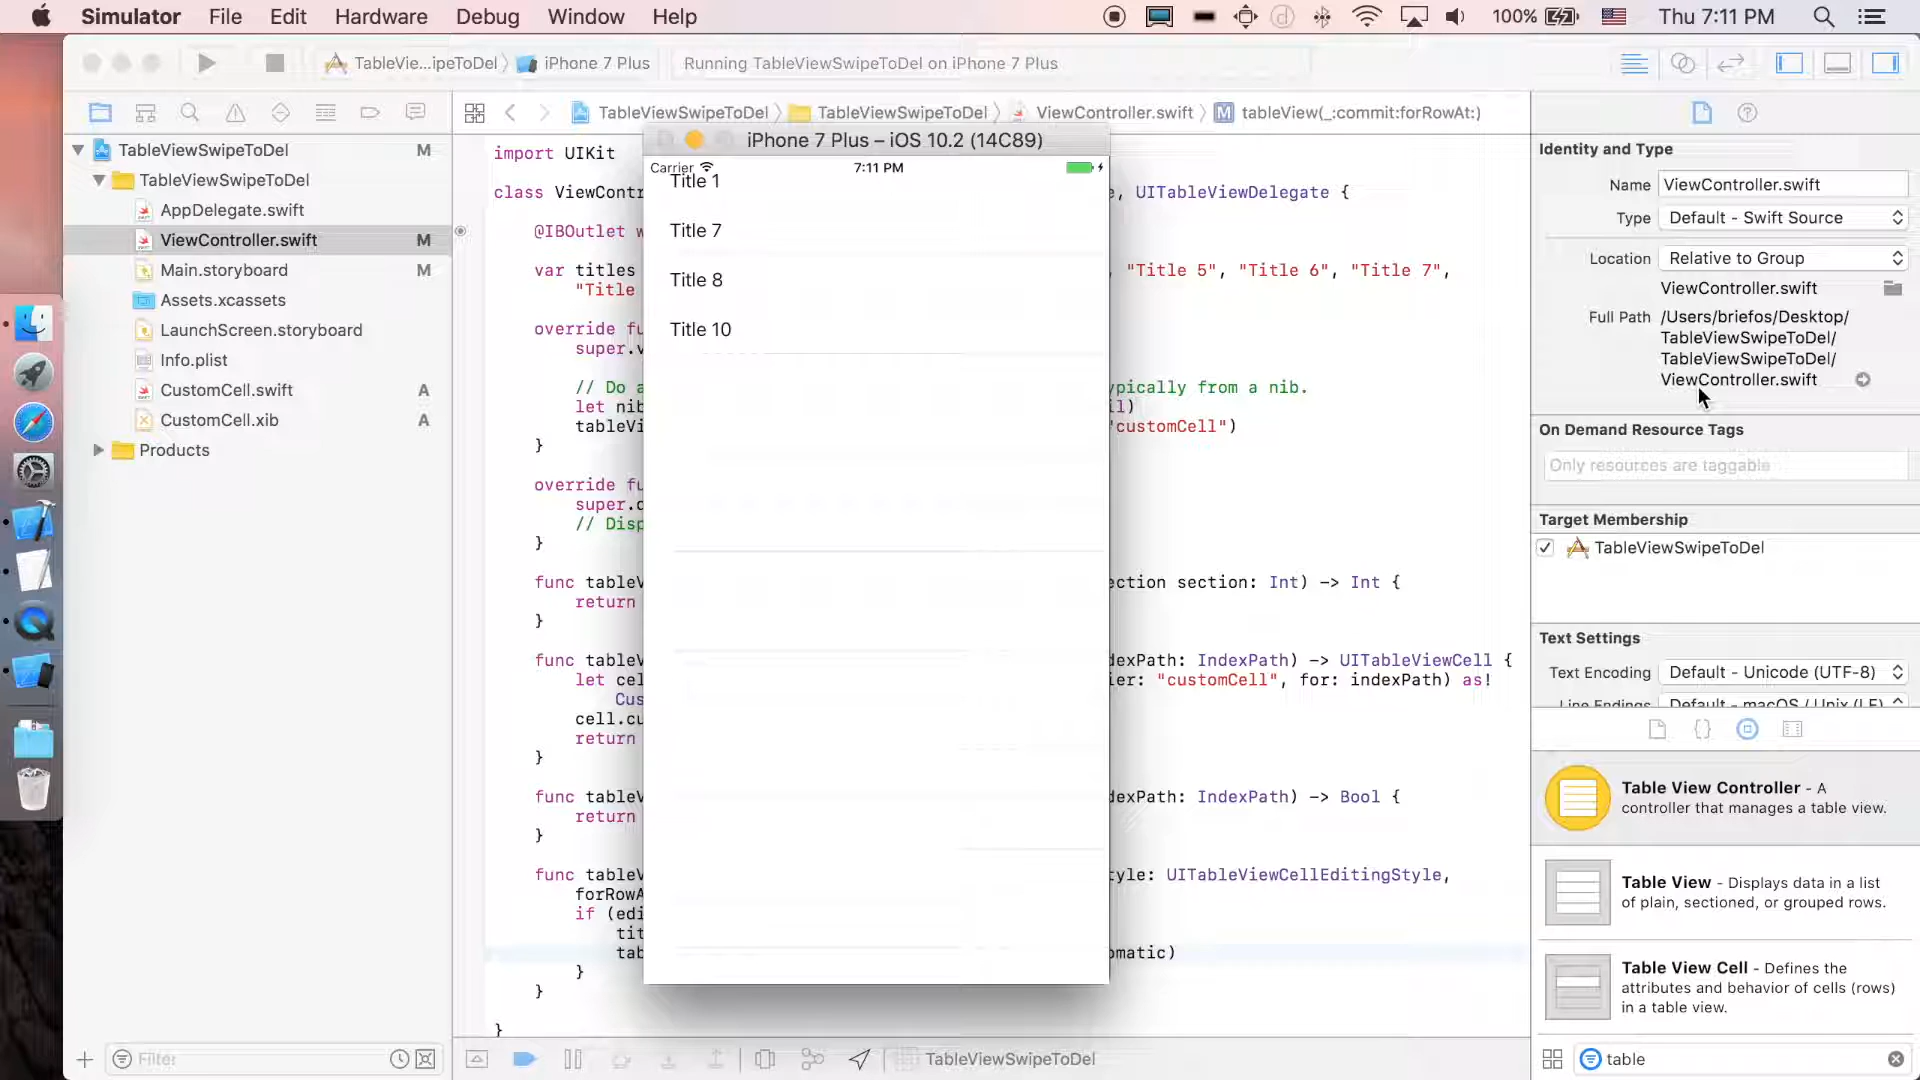 Simulator File Edit Hardware Debug Window Help 100% Thu 7:11 PM
TableVie...ipeToDel iPhone 7 Plus Running TableViewSwipeToDel on iPhone 7 Plus
TableViewSwipeToDel TableViewSwipeToDel ViewController.swift M tableView(_:commit:forRowAt:)
TableViewSwipeToDel M
TableViewSwipeToDel
AppDelegate.swift
ViewController.swift M
Main.storyboard M
Assets.xcassets
LaunchScreen.storyboard
Info.plist
CustomCell.swift A
CustomCell.xib A
Products
Filter
iPhone 7 Plus – iOS 10.2 (14C89)
Carrier 7:11 PM
Title 1
Title 7
Title 8
Title 10
import UIKit
class ViewContr , UITableViewDelegate {
@IBOutlet w
var titles , "Title 5", "Title 6", "Title 7",
"Title
override fu
super.v
// Do a ypically from a nib.
let nib il)
tableVi "customCell")
}
override fu
super.d
// Disp
}
func tableV ection section: Int) -> Int {
return
}
func tableV dexPath: IndexPath) -> UITableViewCell {
let cel ier: "customCell", for: indexPath) as!
Cus
cell.cu
return
}
func tableV dexPath: IndexPath) -> Bool {
return
}
func tableV tyle: UITableViewCellEditingStyle,
forRowA
if (edi
tit
tab omatic)
}
}
}
TableViewSwipeToDel
Identity and Type
Name ViewController.swift
Type Default - Swift Source
Location Relative to Group
ViewController.swift
Full Path /Users/briefos/Desktop/
TableViewSwipeToDel/
TableViewSwipeToDel/
ViewController.swift
On Demand Resource Tags
Only resources are taggable
Target Membership
TableViewSwipeToDel
Text Settings
Text Encoding Default - Unicode (UTF-8)
Line Endings Default - macOS / Unix (LF)
Table View Controller - A
controller that manages a table view.
Table View - Displays data in a list
of plain, sectioned, or grouped rows.
Table View Cell - Defines the
attributes and behavior of cells (rows)
in a table view.
table